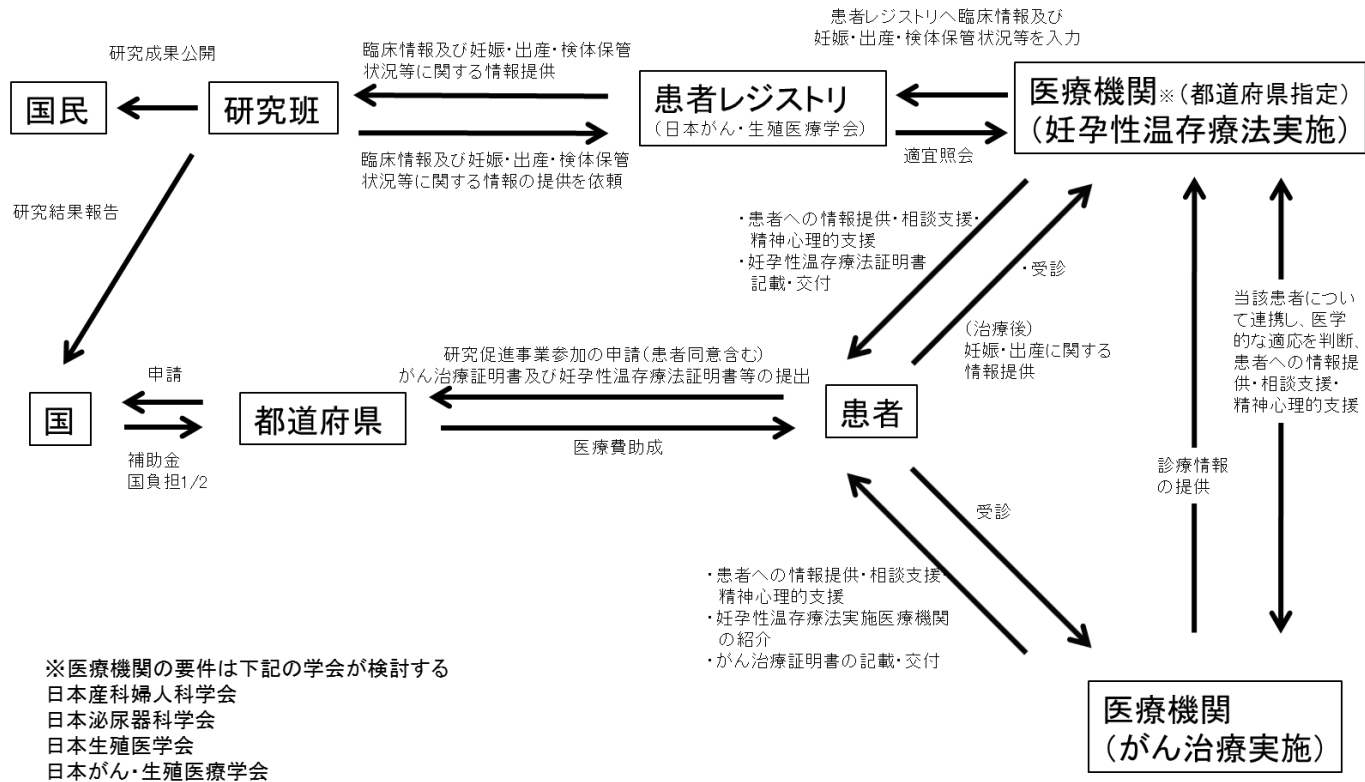 患者レジストリへ臨床情報及び
妊娠・出産・検体保管状況等を入力
研究成果公開
臨床情報及び妊娠・出産・検体保管
状況等に関する情報提供
国民
研究班
患者レジストリ
（日本がん・生殖医療学会）
医療機関※（都道府県指定）
（妊孕性温存療法実施）
適宜照会
臨床情報及び妊娠・出産・検体保管
状況等に関する情報の提供を依頼
研究結果報告
・患者への情報提供・相談支援・
精神心理的支援
・妊孕性温存療法証明書
記載・交付
・受診
（治療後）
妊娠・出産に関する
情報提供
当該患者につい
て連携し、医学
的な適応を判断、
患者への情報提
供・相談支援・
精神心理的支援
研究促進事業参加の申請（患者同意含む）
がん治療証明書及び妊孕性温存療法証明書等の提出
申請
国
都道府県
患者
医療費助成
補助金
国負担1/2
診療情報
の提供
受診
・患者への情報提供・相談支援・
精神心理的支援
・妊孕性温存療法実施医療機関
の紹介
・がん治療証明書の記載・交付
※医療機関の要件は下記の学会が検討する
日本産科婦人科学会
日本泌尿器科学会
日本生殖医学会
日本がん・生殖医療学会
医療機関
（がん治療実施）